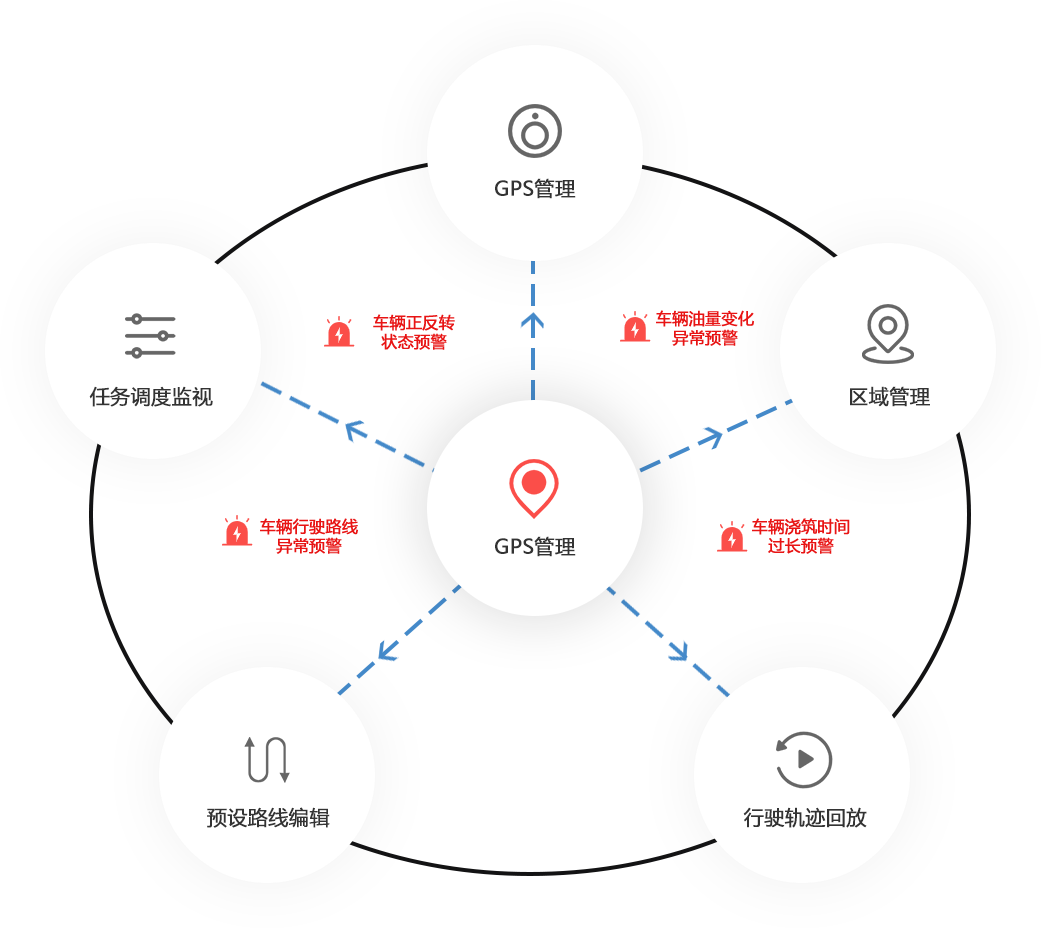 GPS管理
车辆正反转
状态预警
车辆油量变化
异常预警
任务调度监视
区域管理
GPS管理
车辆行驶路线
异常预警
车辆浇筑时间
过长预警
预设路线编辑
行驶轨迹回放